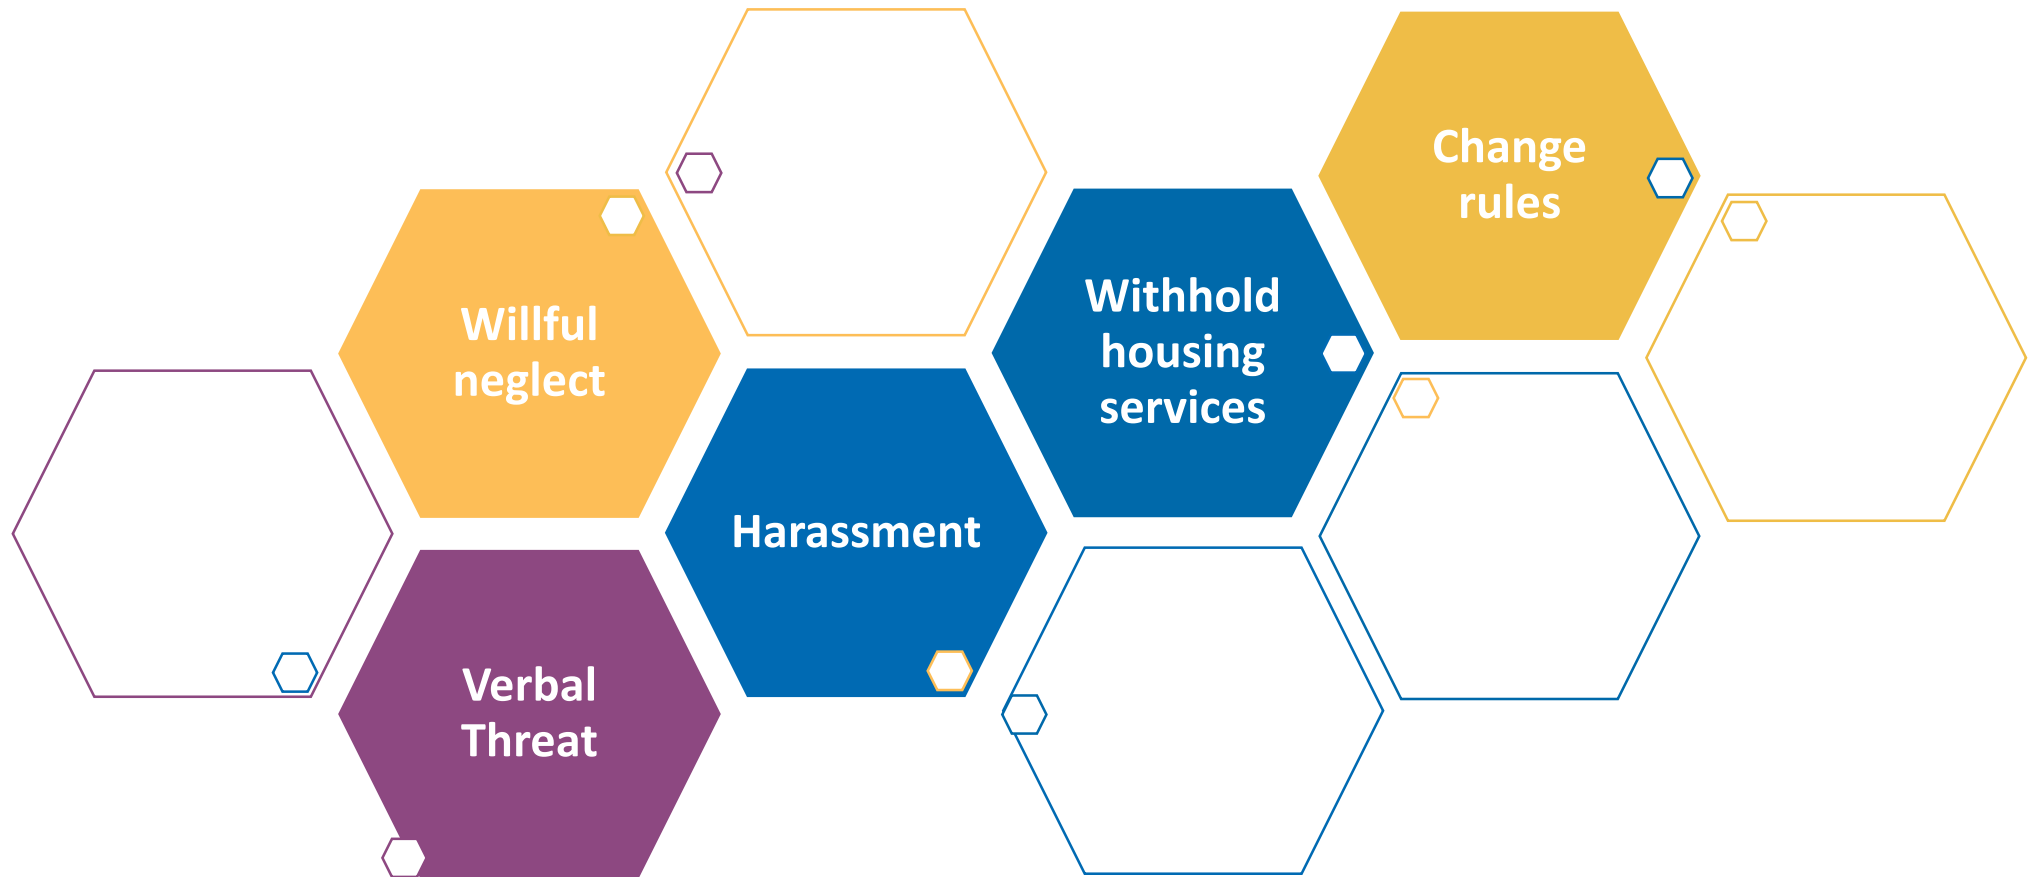 Willful
neglect
Verbal
Threat
Harassment
Withhold
housing
services
Change
rules